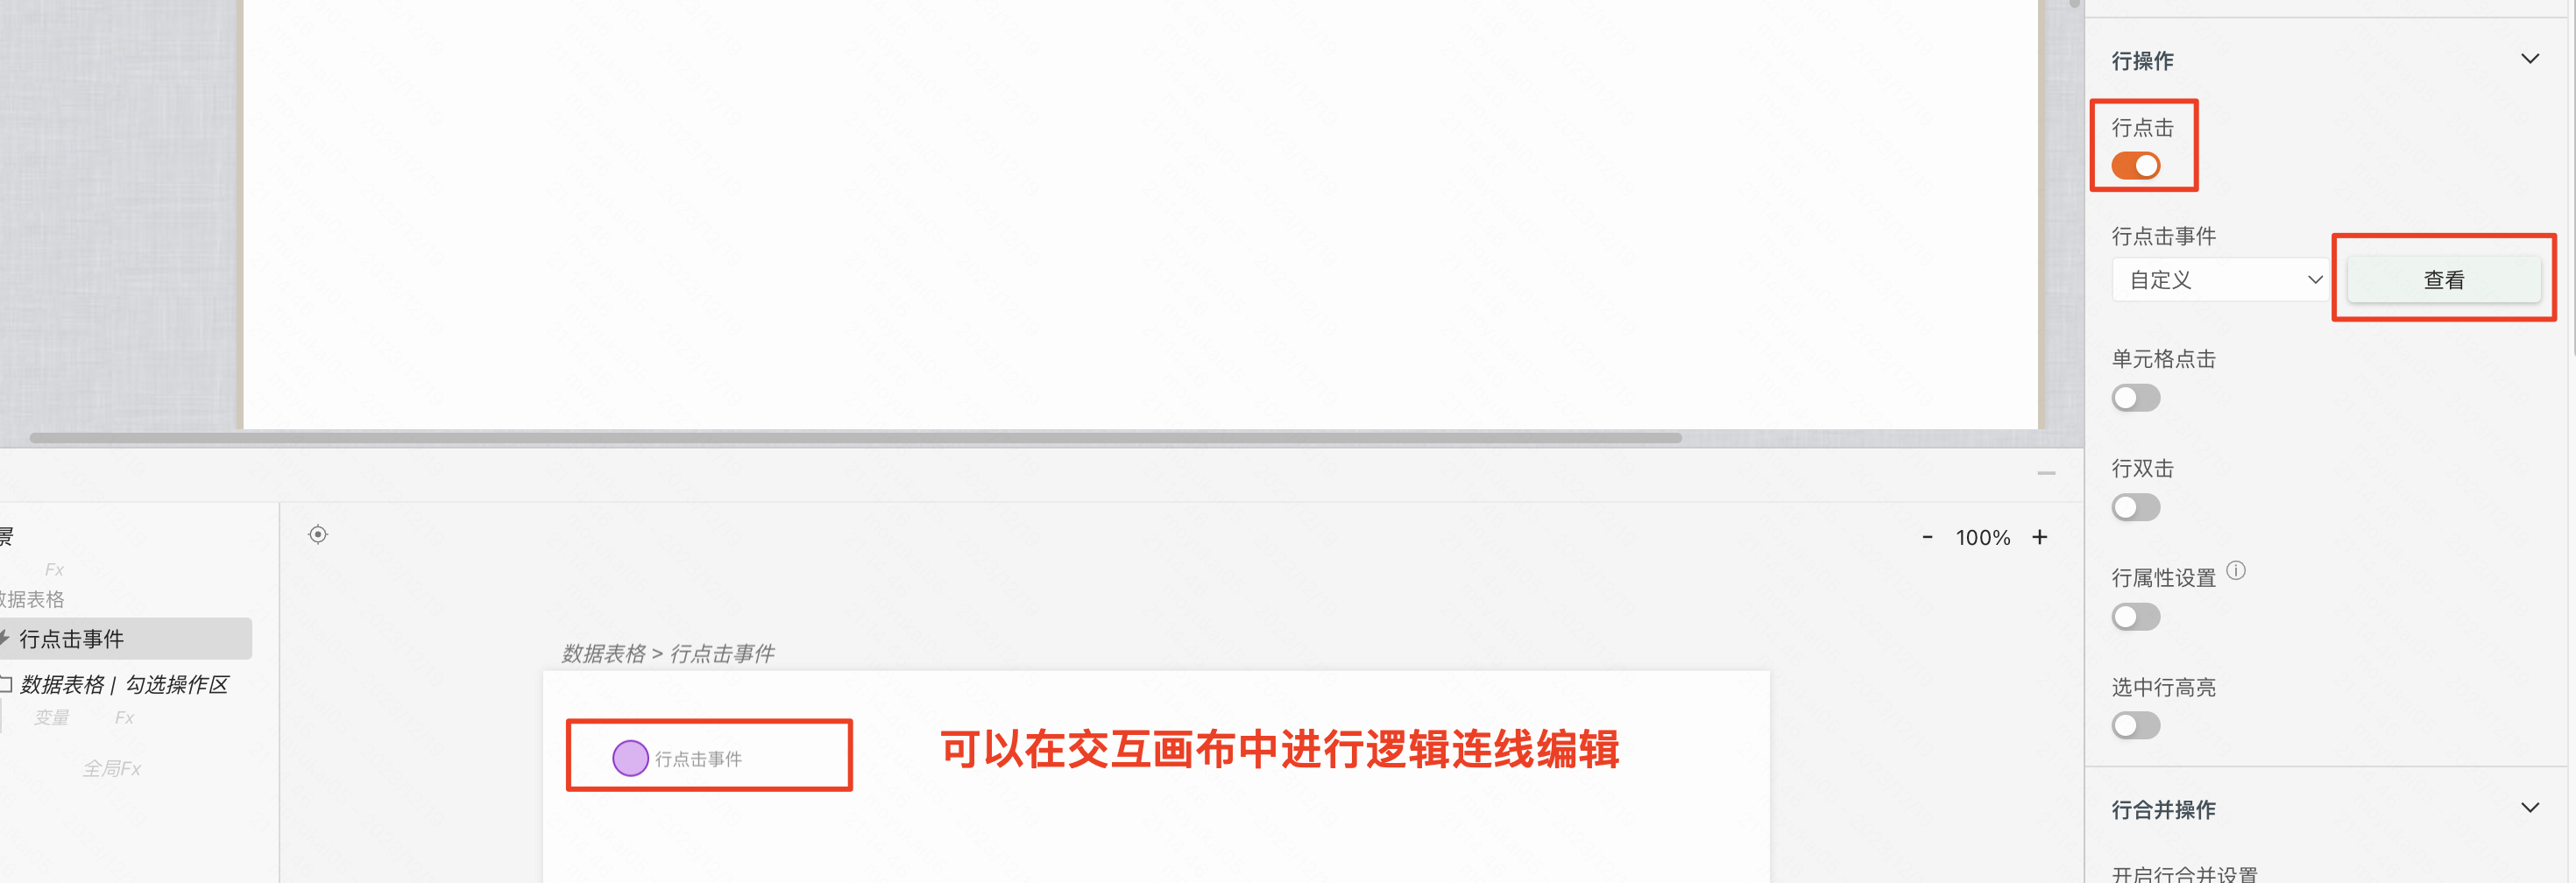 行操作
行点击
行点击事件
自定义
查看
单元格点击
行双击
行属性设置
选中行高亮
行合并操作
开启行合并设置
- 100% +
景
Fx
数据表格
行点击事件
数据表格 | 勾选操作区
变量 Fx
全局Fx
数据表格 > 行点击事件
行点击事件
可以在交互画布中进行逻辑连线编辑